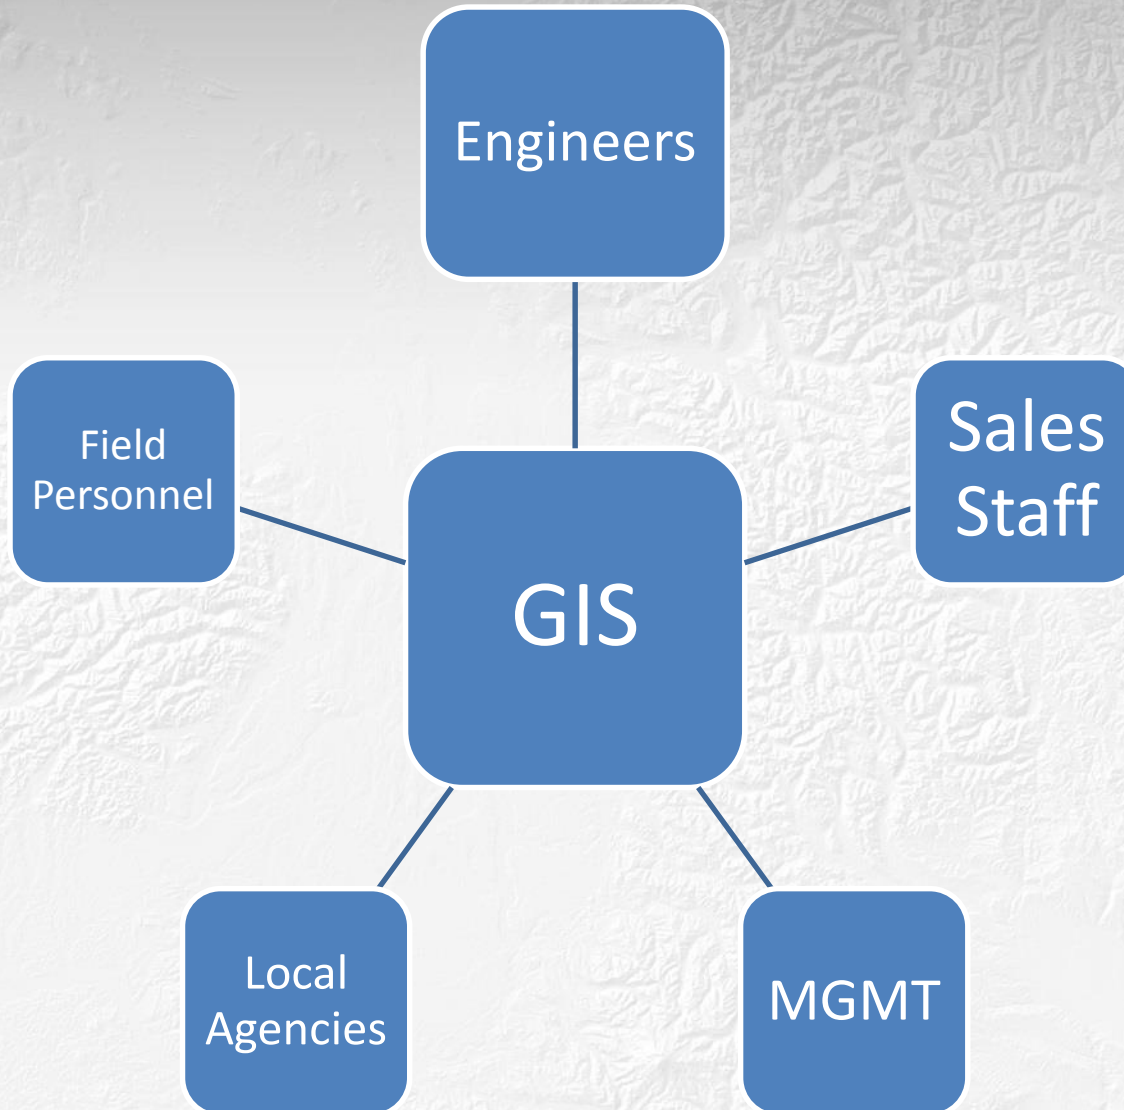 Engineers
Field
Personnel
Sales
Staff
GIS
Local
Agencies
MGMT